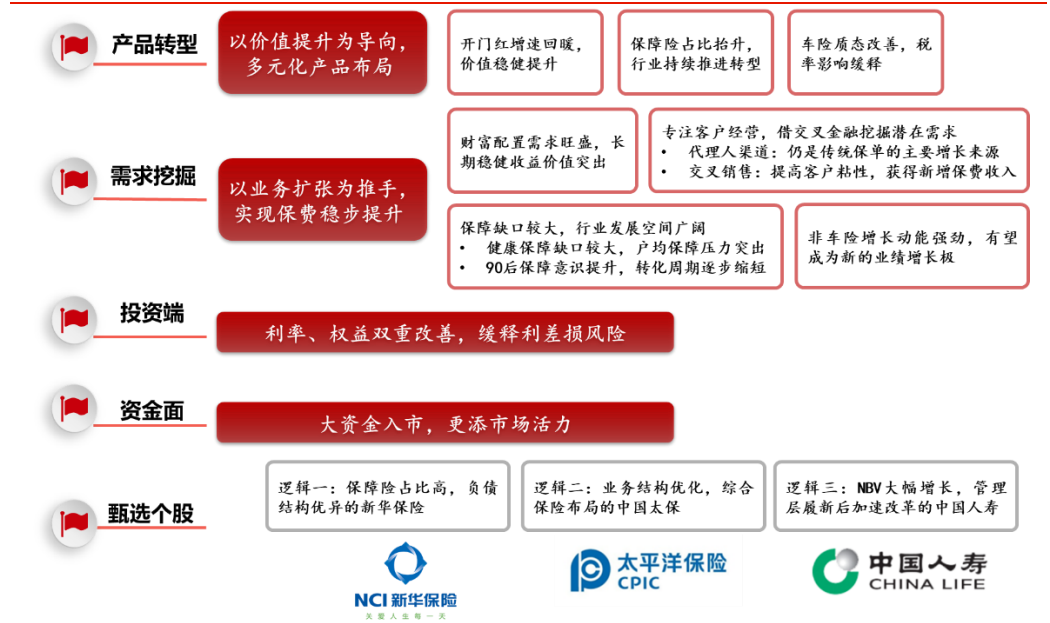 产品转型
以价值提升为导向，
多元化产品布局
开门红增速回暖，
价值稳健提升
保障险占比抬升，
行业持续推进转型
车险质态改善，税
率影响缓释
需求挖掘
以业务扩张为推手，
实现保费稳步提升
财富配置需求旺盛，长
期稳健收益价值突出
专注客户经营，借交叉金融挖掘潜在需求
• 代理人渠道：仍是传统保单的主要增长来源
• 交叉销售：提高客户粘性，获得新增保费收入
保障缺口较大，行业发展空间广阔
• 健康保障缺口较大，户均保障压力突出
• 90后保障意识提升，转化周期逐步缩短
非车险增长动能强劲，有望
成为新的业绩增长极
投资端
利率、权益双重改善，缓释利差损风险
资金面
大资金入市，更添市场活力
甄选个股
逻辑一：保障险占比高，负债
结构优异的新华保险
逻辑二：业务结构优化，综合
保险布局的中国太保
逻辑三：NBV大幅增长，管理
层履新后加速改革的中国人寿
NCI 新华保险
关爱人生每一天
太平洋保险
CPIC
中国人寿
CHINA LIFE